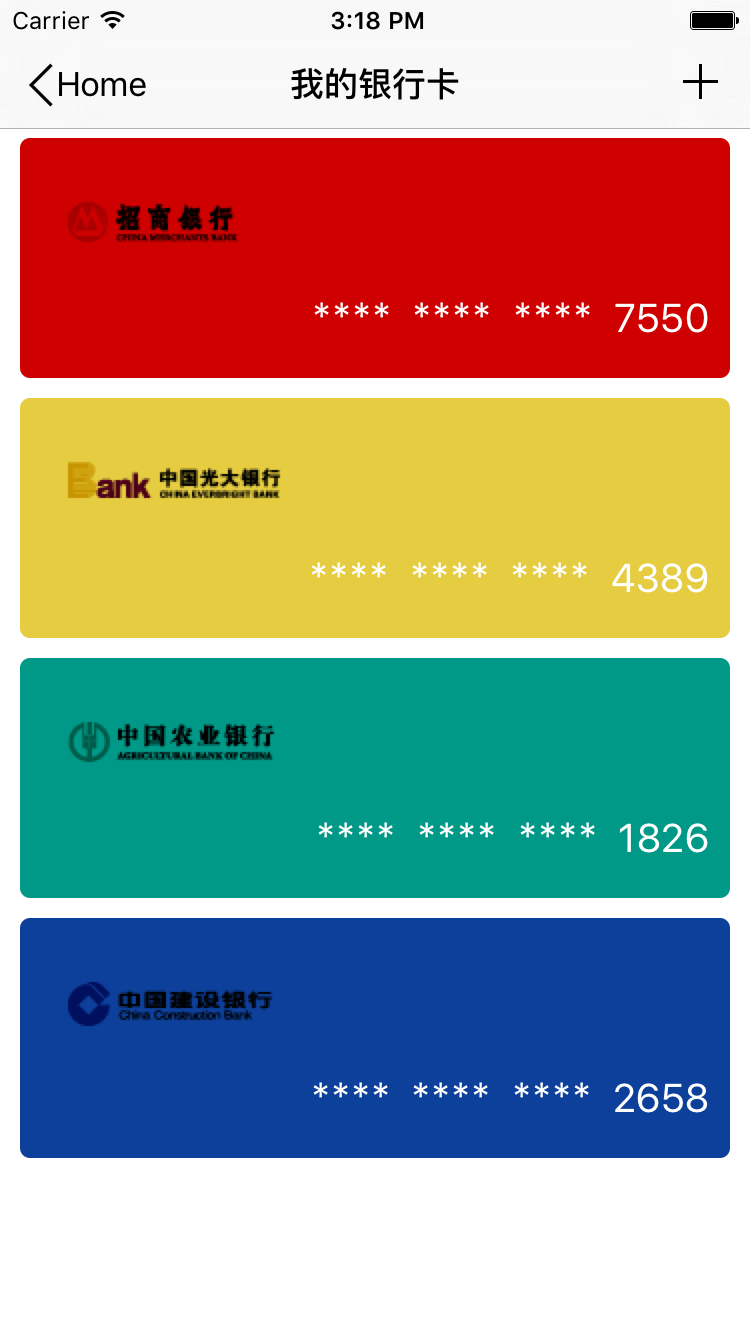 Carrier 3:18 PM
Home 我的银行卡
招商银行
CHINA MERCHANTS BANK
**** **** **** 7550
Bank 中国光大银行
CHINA EVERBRIGHT BANK
**** **** **** 4389
中国农业银行
AGRICULTURAL BANK OF CHINA
**** **** **** 1826
中国建设银行
China Construction Bank
**** **** **** 2658